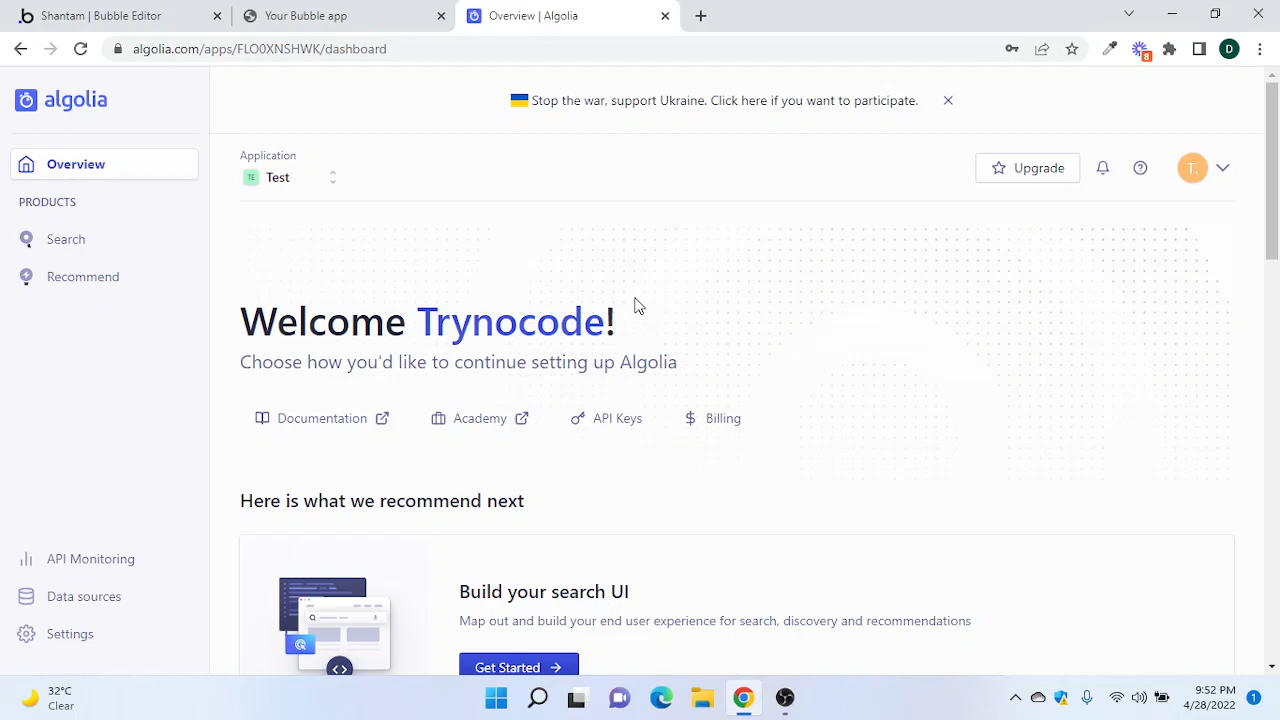 Shantam | Bubble Editor
Your Bubble app
Overview | Algolia
algolia.com/apps/FLO0XNSHWK/dashboard
8
D
algolia
Stop the war, support Ukraine. Click here if you want to participate.
Overview
PRODUCTS
Search
Recommend
API Monitoring
Data sources
Settings
Application
TE Test
Upgrade
T.
Welcome Trynocode!
Choose how you'd like to continue setting up Algolia
Documentation
Academy
API Keys
Billing
Here is what we recommend next
Build your search UI
Map out and build your end user experience for search, discovery and recommendations
Get Started
32°C
Clear
9:52 PM
4/28/2022
1